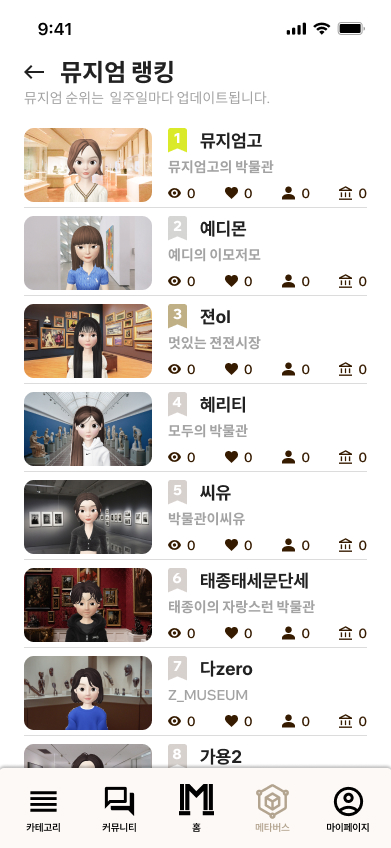 9:41
뮤지엄 랭킹
뮤지엄 순위는 일주일마다 업데이트됩니다.
1 뮤지엄고
뮤지엄고의 박물관
0 0 0 0
2 예디몬
예디의 이모저모
0 0 0 0
3 젼ol
멋있는 젼젼시장
0 0 0 0
4 혜리티
모두의 박물관
0 0 0 0
5 씨유
박물관이씨유
0 0 0 0
6 태종태세문단세
태종이의 자랑스런 박물관
0 0 0 0
7 다zero
Z_MUSEUM
0 0 0 0
8 가용2
카테고리 커뮤니티 홈 메타버스 마이페이지